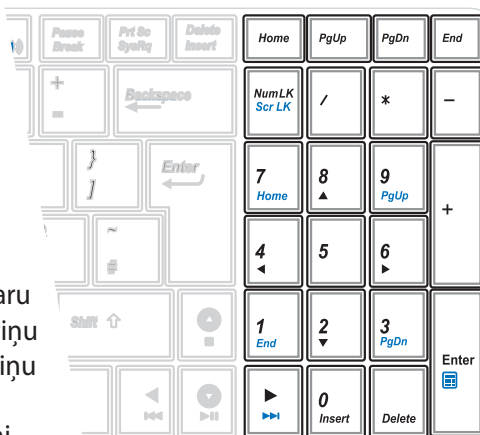 Pause Break
Prt Sc SysRq
Delete Insert
Home
PgUp
PgDn
End
+ =
Backspace
NumLK
Scr LK
/
*
–
} ]
Enter
7
Home
8
9
PgUp
+
~
#
4
5
6
aru
iņu
iņu
Shift
1
End
2
3
PgDn
Enter
0
Insert
Delete